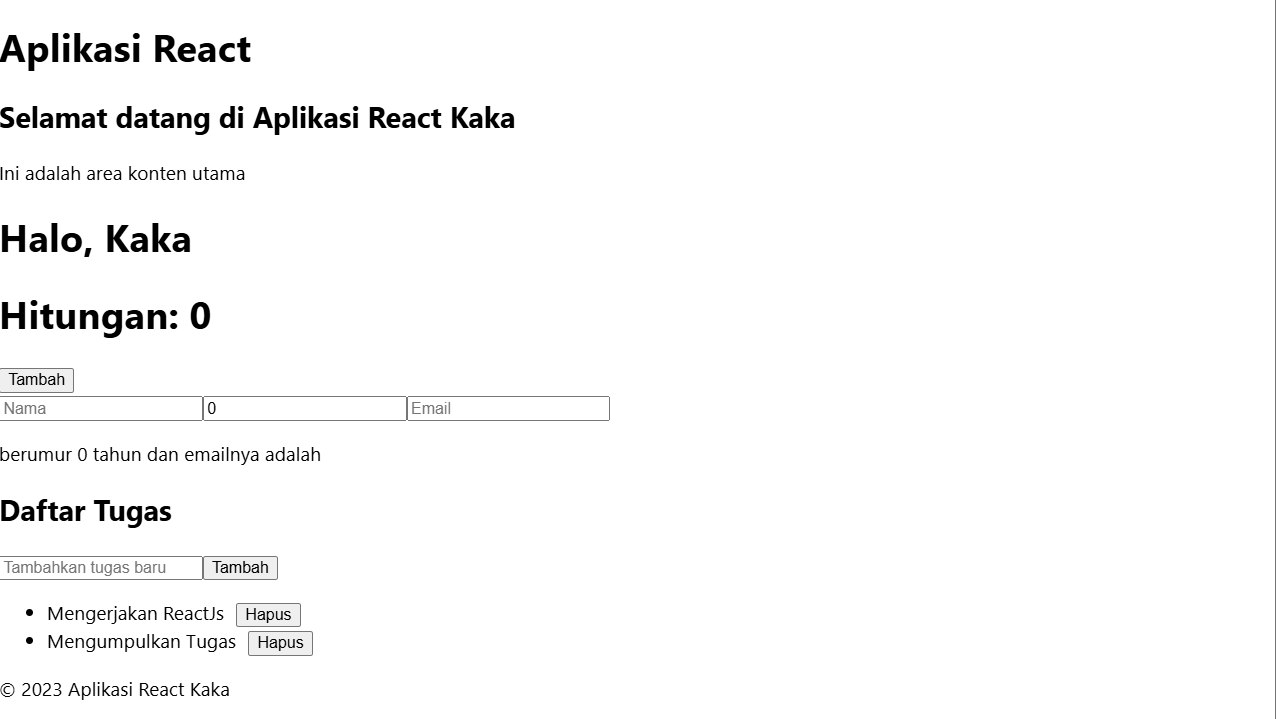 Aplikasi React
Selamat datang di Aplikasi React Kaka
Ini adalah area konten utama
Halo, Kaka
Hitungan: 0
Tambah
Nama 0 Email
berumur 0 tahun dan emailnya adalah
Daftar Tugas
Tambahkan tugas baru Tambah
Mengerjakan ReactJs Hapus
Mengumpulkan Tugas Hapus
© 2023 Aplikasi React Kaka